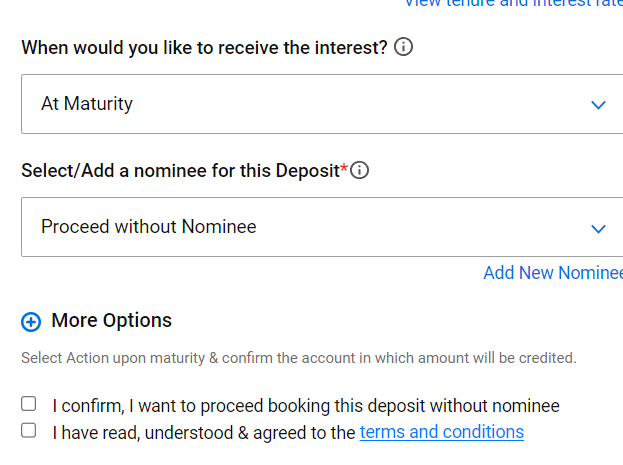 View tenure and interest rate
When would you like to receive the interest?
At Maturity
Select/Add a nominee for this Deposit*
Proceed without Nominee
Add New Nominee
More Options
Select Action upon maturity & confirm the account in which amount will be credited.
I confirm, I want to proceed booking this deposit without nominee
I have read, understood & agreed to the terms and conditions